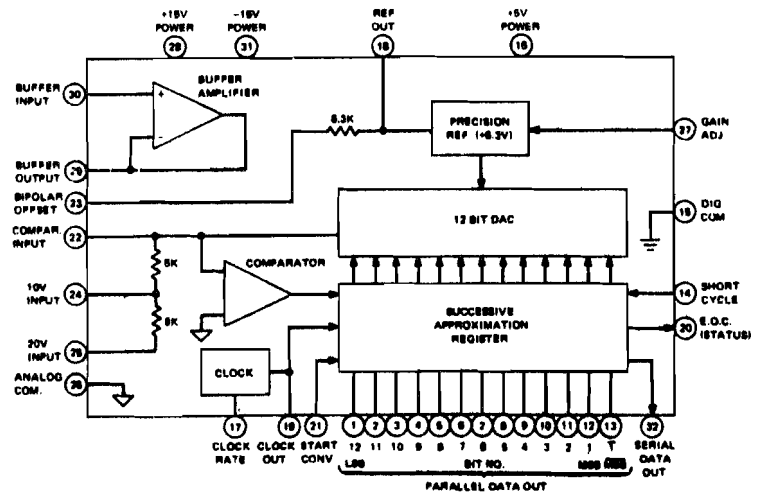 +15V POWER
28
-15V POWER
31
REF OUT
18
+5V POWER
16
BUFFER INPUT
30
BUFFER AMPLIFIER
+
-
6.3K
PRECISION REF (+6.3V)
27
GAIN ADJ
BUFFER OUTPUT
29
BIPOLAR OFFSET
23
12 BIT DAC
15
DIG COM
COMPAR. INPUT
22
5K
COMPARATOR
10V INPUT
24
SUCCESSIVE APPROXIMATION REGISTER
14
SHORT CYCLE
20
E.O.C. (STATUS)
5K
20V INPUT
25
CLOCK
ANALOG COM.
26
17
19
21
1 2 3 4 5 6 7 8 9 10 11 12 13
32
CLOCK RATE
CLOCK OUT
START CONV
12 11 10 9 8 7 6 5 4 3 2 1
SERIAL DATA OUT
LSB
BIT NO.
MSB MSB
PARALLEL DATA OUT